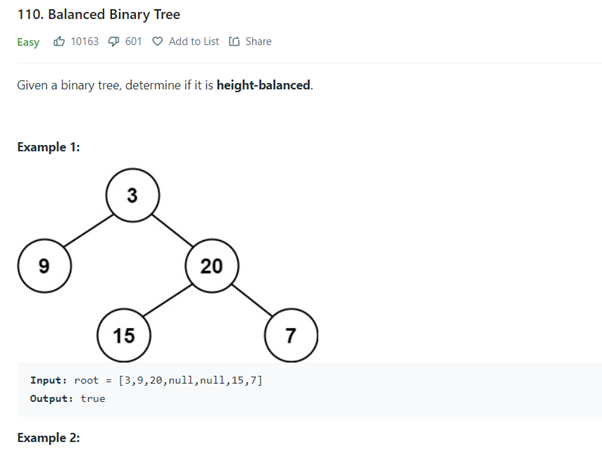 110. Balanced Binary Tree
Easy 10163 601 Add to List Share
Given a binary tree, determine if it is height-balanced.
Example 1:
3
9 20
15 7
Input: root = [3,9,20,null,null,15,7]
Output: true
Example 2: